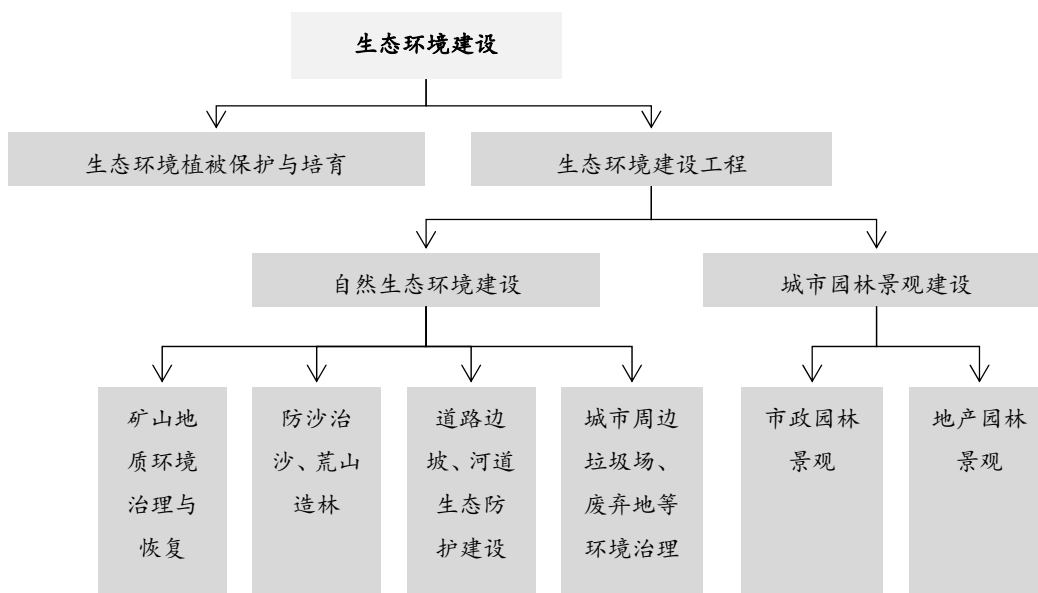 生态环境建设
生态环境植被保护与培育
生态环境建设工程
自然生态环境建设
城市园林景观建设
矿山地
质环境
治理与
恢复
防沙治
沙、荒山
造林
道路边
坡、河道
生态防
护建设
城市周边
垃圾场、
废弃地等
环境治理
市政园林
景观
地产园林
景观